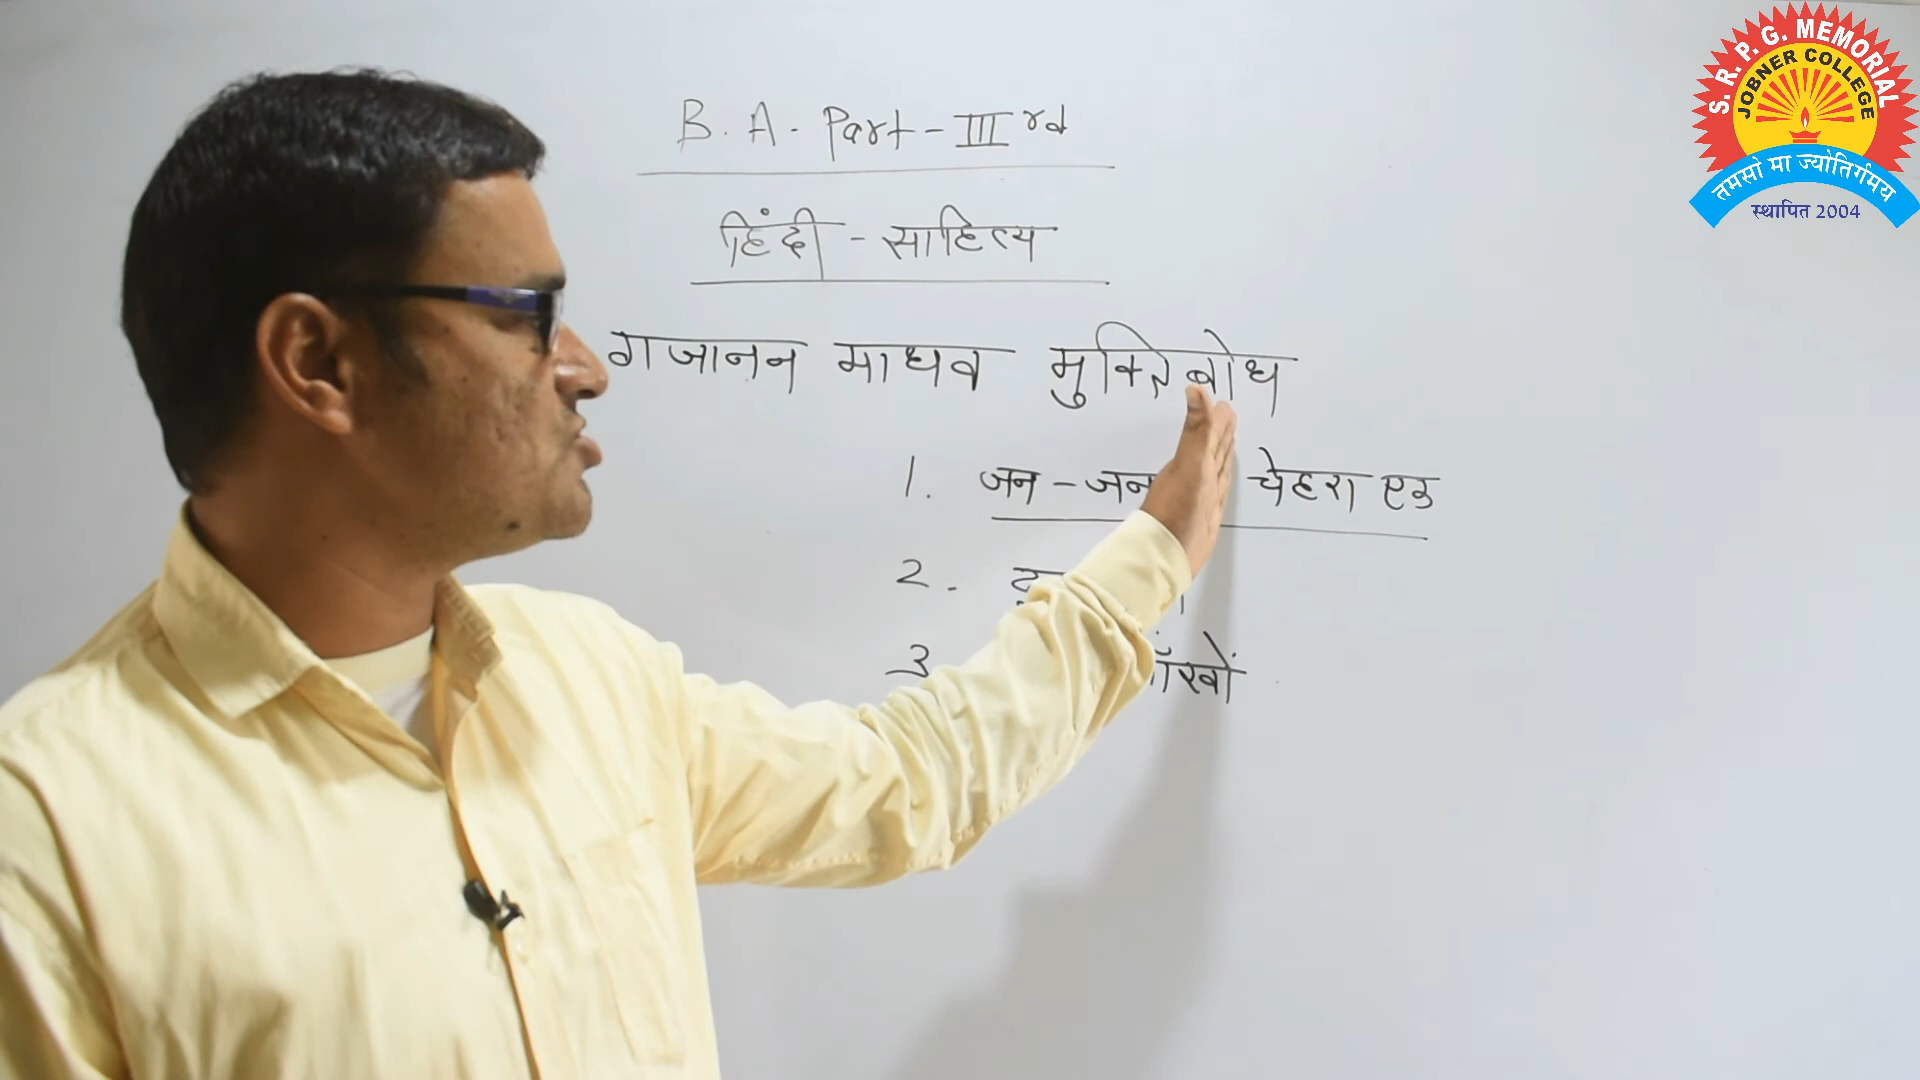 B. A. Part - III rd
हिंदी - साहित्य
गजानन माधव मुक्तिबोध
1. जन - जन चेहरा एक
2.
3
S. R. P. G. MEMORIAL
JOBNER COLLEGE
तमसो मा ज्योतिर्गमय
स्थापित 2004